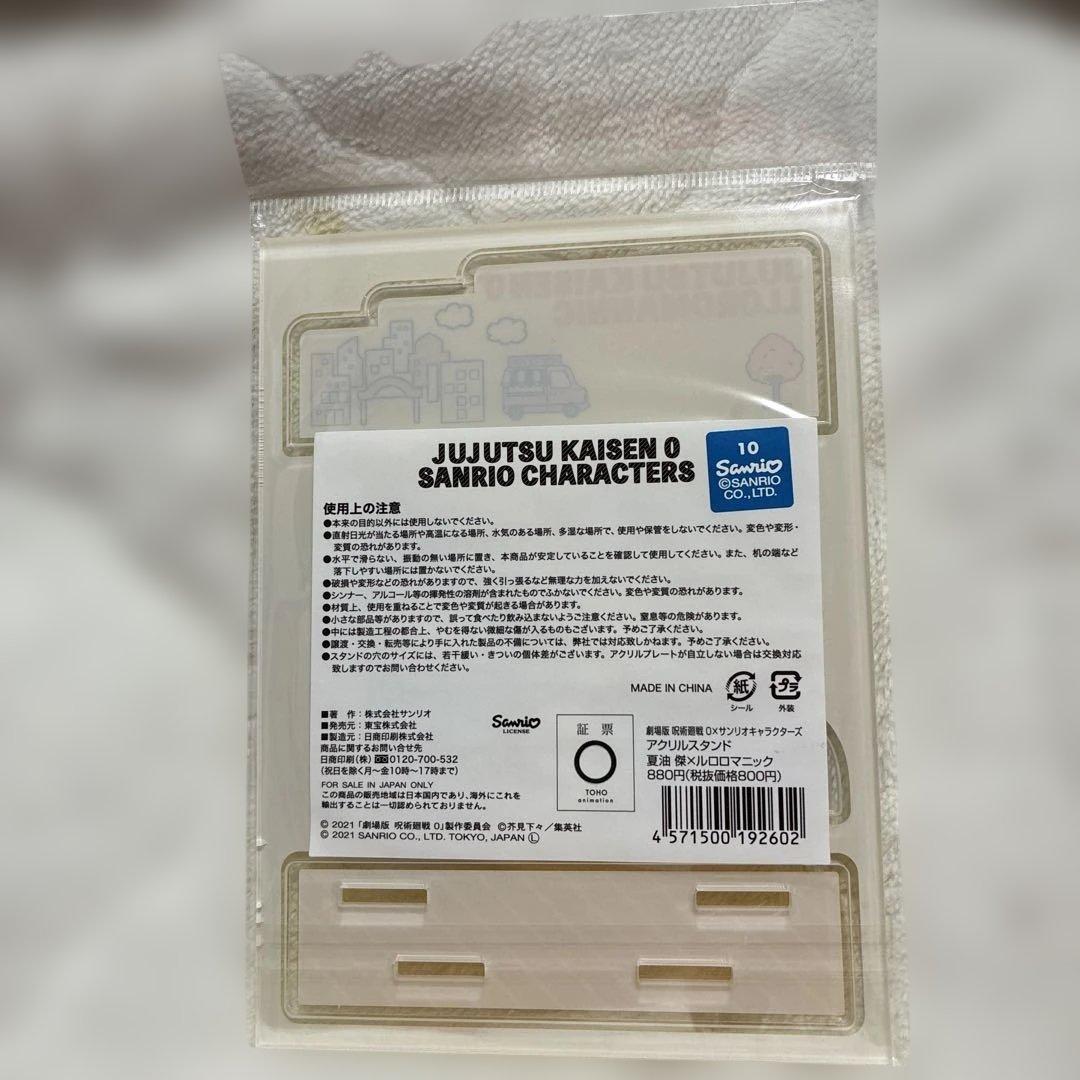 JUJUTSU KAISEN 0
SANRIO CHARACTERS
10
Sanrio
©SANRIO
CO.,LTD.
使用上の注意
●本来の目的以外には使用しないでください。
●直射日光が当たる場所や高温になる場所、水気のある場所、多湿な場所で、使用や保管をしないでください。変色や変形・
変質の恐れがあります。
●水平で滑らない、振動の無い場所に置き、本商品が安定していることを確認して使用してください。また、机の端など
落下しやすい場所には置かないでください。
●破損や変形などの恐れがありますので、強く引っ張るなど無理な力を加えないでください。
●シンナー、アルコール等の揮発性の溶剤が含まれたものでふかないでください。変色や変質の恐れがあります。
●材質上、使用を重ねることで変色や変質が起きる場合があります。
●小さな部品等がありますので、誤って食べたり飲み込まないようご注意ください。窒息等の危険があります。
●中には製造工程の都合上、やむを得ない微細な傷が入るものもございます。予めご了承ください。
●譲渡・交換・転売等により手に入れた製品の不備については、弊社では対応致しかねます。予めご了承ください。
●スタンドの穴のサイズには、若干緩い・きついの個体差がございます。アクリルプレートが自立しない場合は交換対応
致しますのでお問い合わせください。
MADE IN CHINA
紙
シール
プラ
外装
■著 作：株式会社サンリオ
■発売元：東宝株式会社
■製造元：日商印刷株式会社
商品に関するお問い合せ先
日商印刷(株) 0120-700-532
(祝日を除く月〜金10時〜17時まで)
FOR SALE IN JAPAN ONLY
この商品の販売地域は日本国内であり、海外にこれを
輸出することは一切認められておりません。
© 2021「劇場版 呪術廻戦 0」製作委員会 ©芥見下々／集英社
© 2021 SANRIO CO., LTD. TOKYO, JAPAN Ⓛ
Sanrio
LICENSE
証 票
TOHO
animation
劇場版 呪術廻戦 0×サンリオキャラクターズ
アクリルスタンド
夏油 傑×ルロロマニック
880円(税抜価格800円)
4 571500 192602